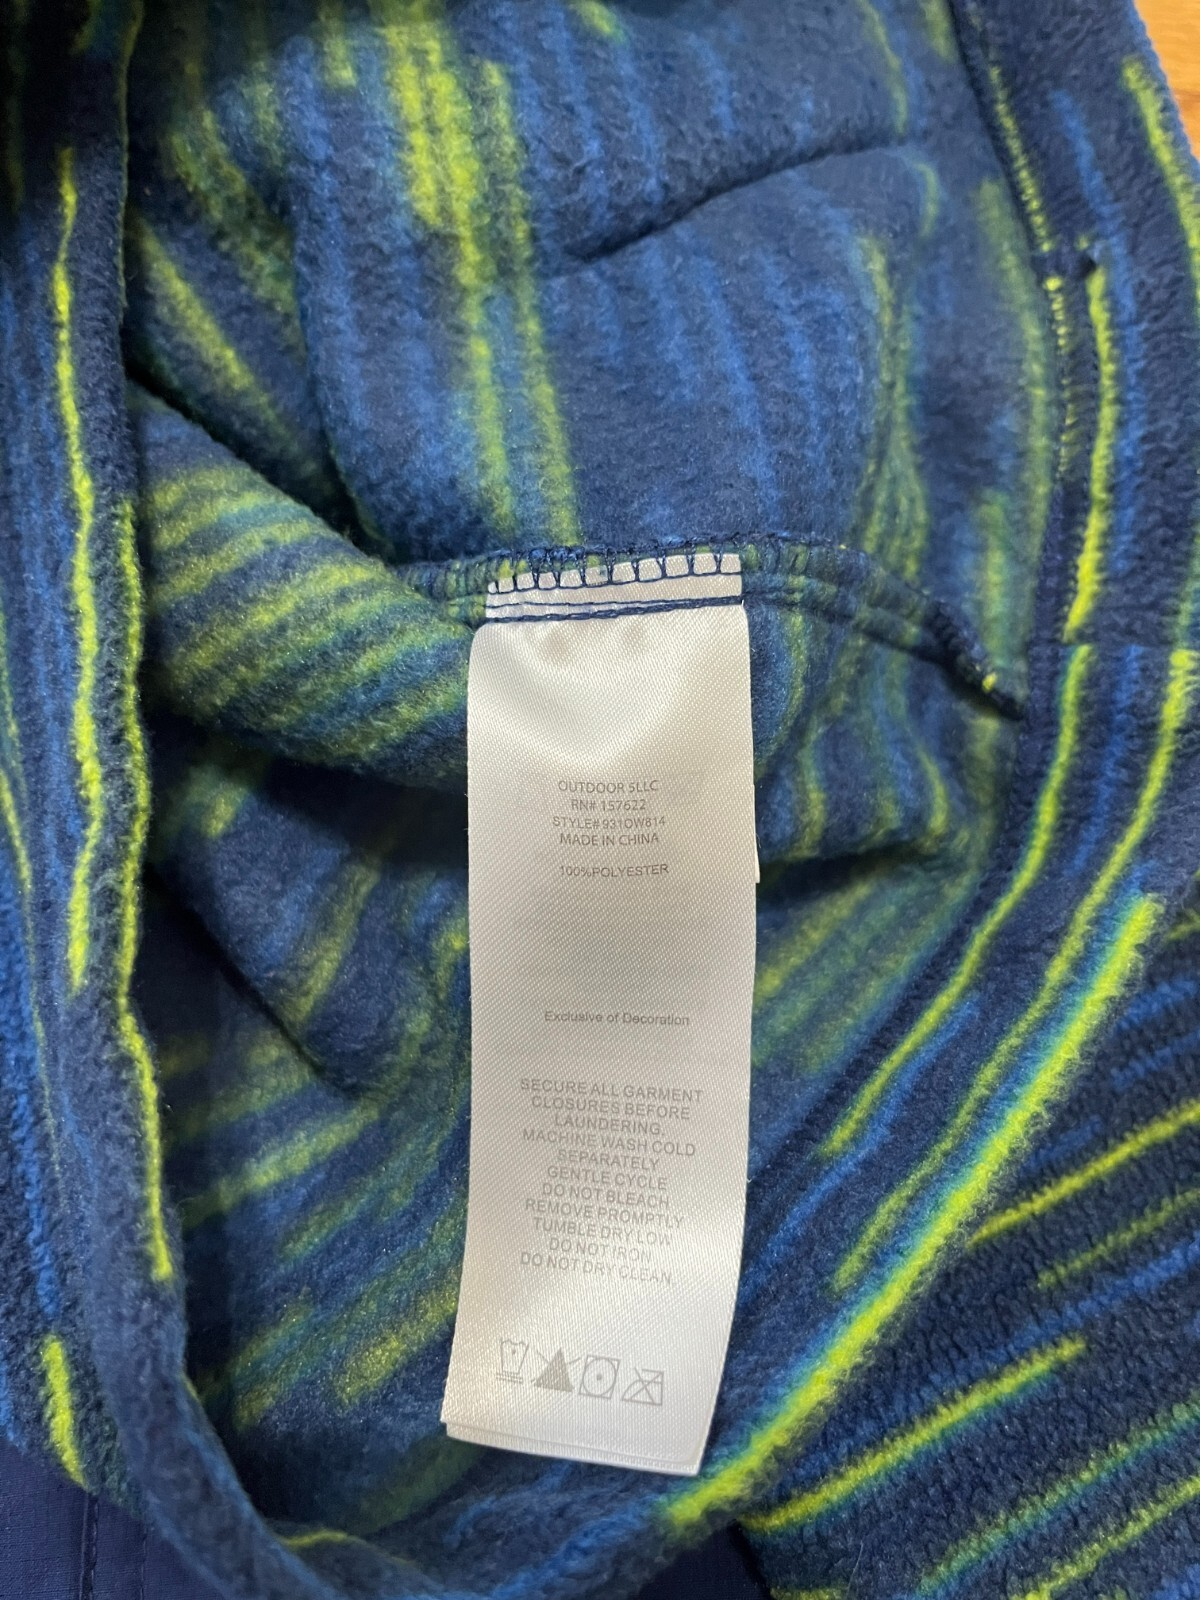 OUTDOOR 5LLC
RN# 157622
STYLE# 931OW814
MADE IN CHINA
100%POLYESTER
Exclusive of Decoration
SECURE ALL GARMENT
CLOSURES BEFORE
LAUNDERING,
MACHINE WASH COLD
SEPARATELY
GENTLE CYCLE
DO NOT BLEACH
REMOVE PROMPTLY
TUMBLE DRY LOW
DO NOT IRON
DO NOT DRY CLEAN.